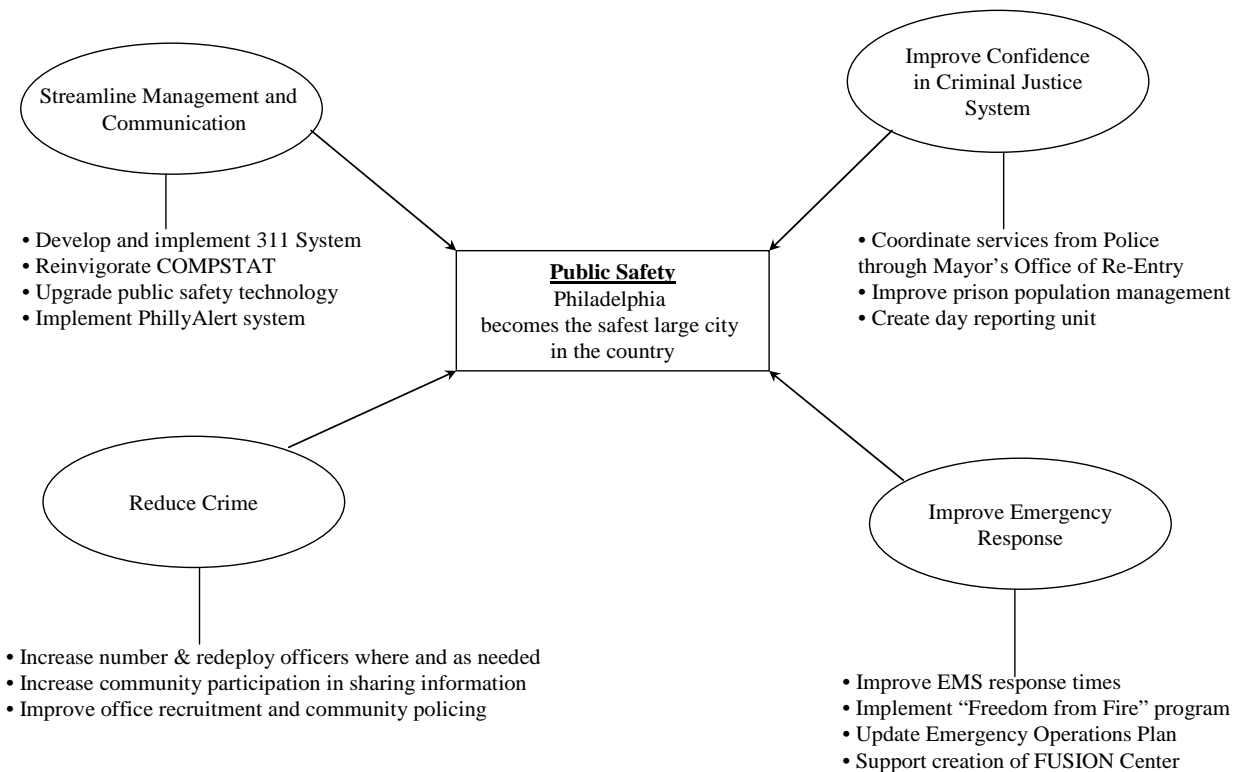 Streamline Management and
Communication
• Develop and implement 311 System
• Reinvigorate COMPSTAT
• Upgrade public safety technology
• Implement PhillyAlert system
Improve Confidence
in Criminal Justice
System
• Coordinate services from Police
through Mayor’s Office of Re-Entry
• Improve prison population management
• Create day reporting unit
Public Safety
Philadelphia
becomes the safest large city
in the country
Reduce Crime
• Increase number & redeploy officers where and as needed
• Increase community participation in sharing information
• Improve office recruitment and community policing
Improve Emergency
Response
• Improve EMS response times
• Implement “Freedom from Fire” program
• Update Emergency Operations Plan
• Support creation of FUSION Center